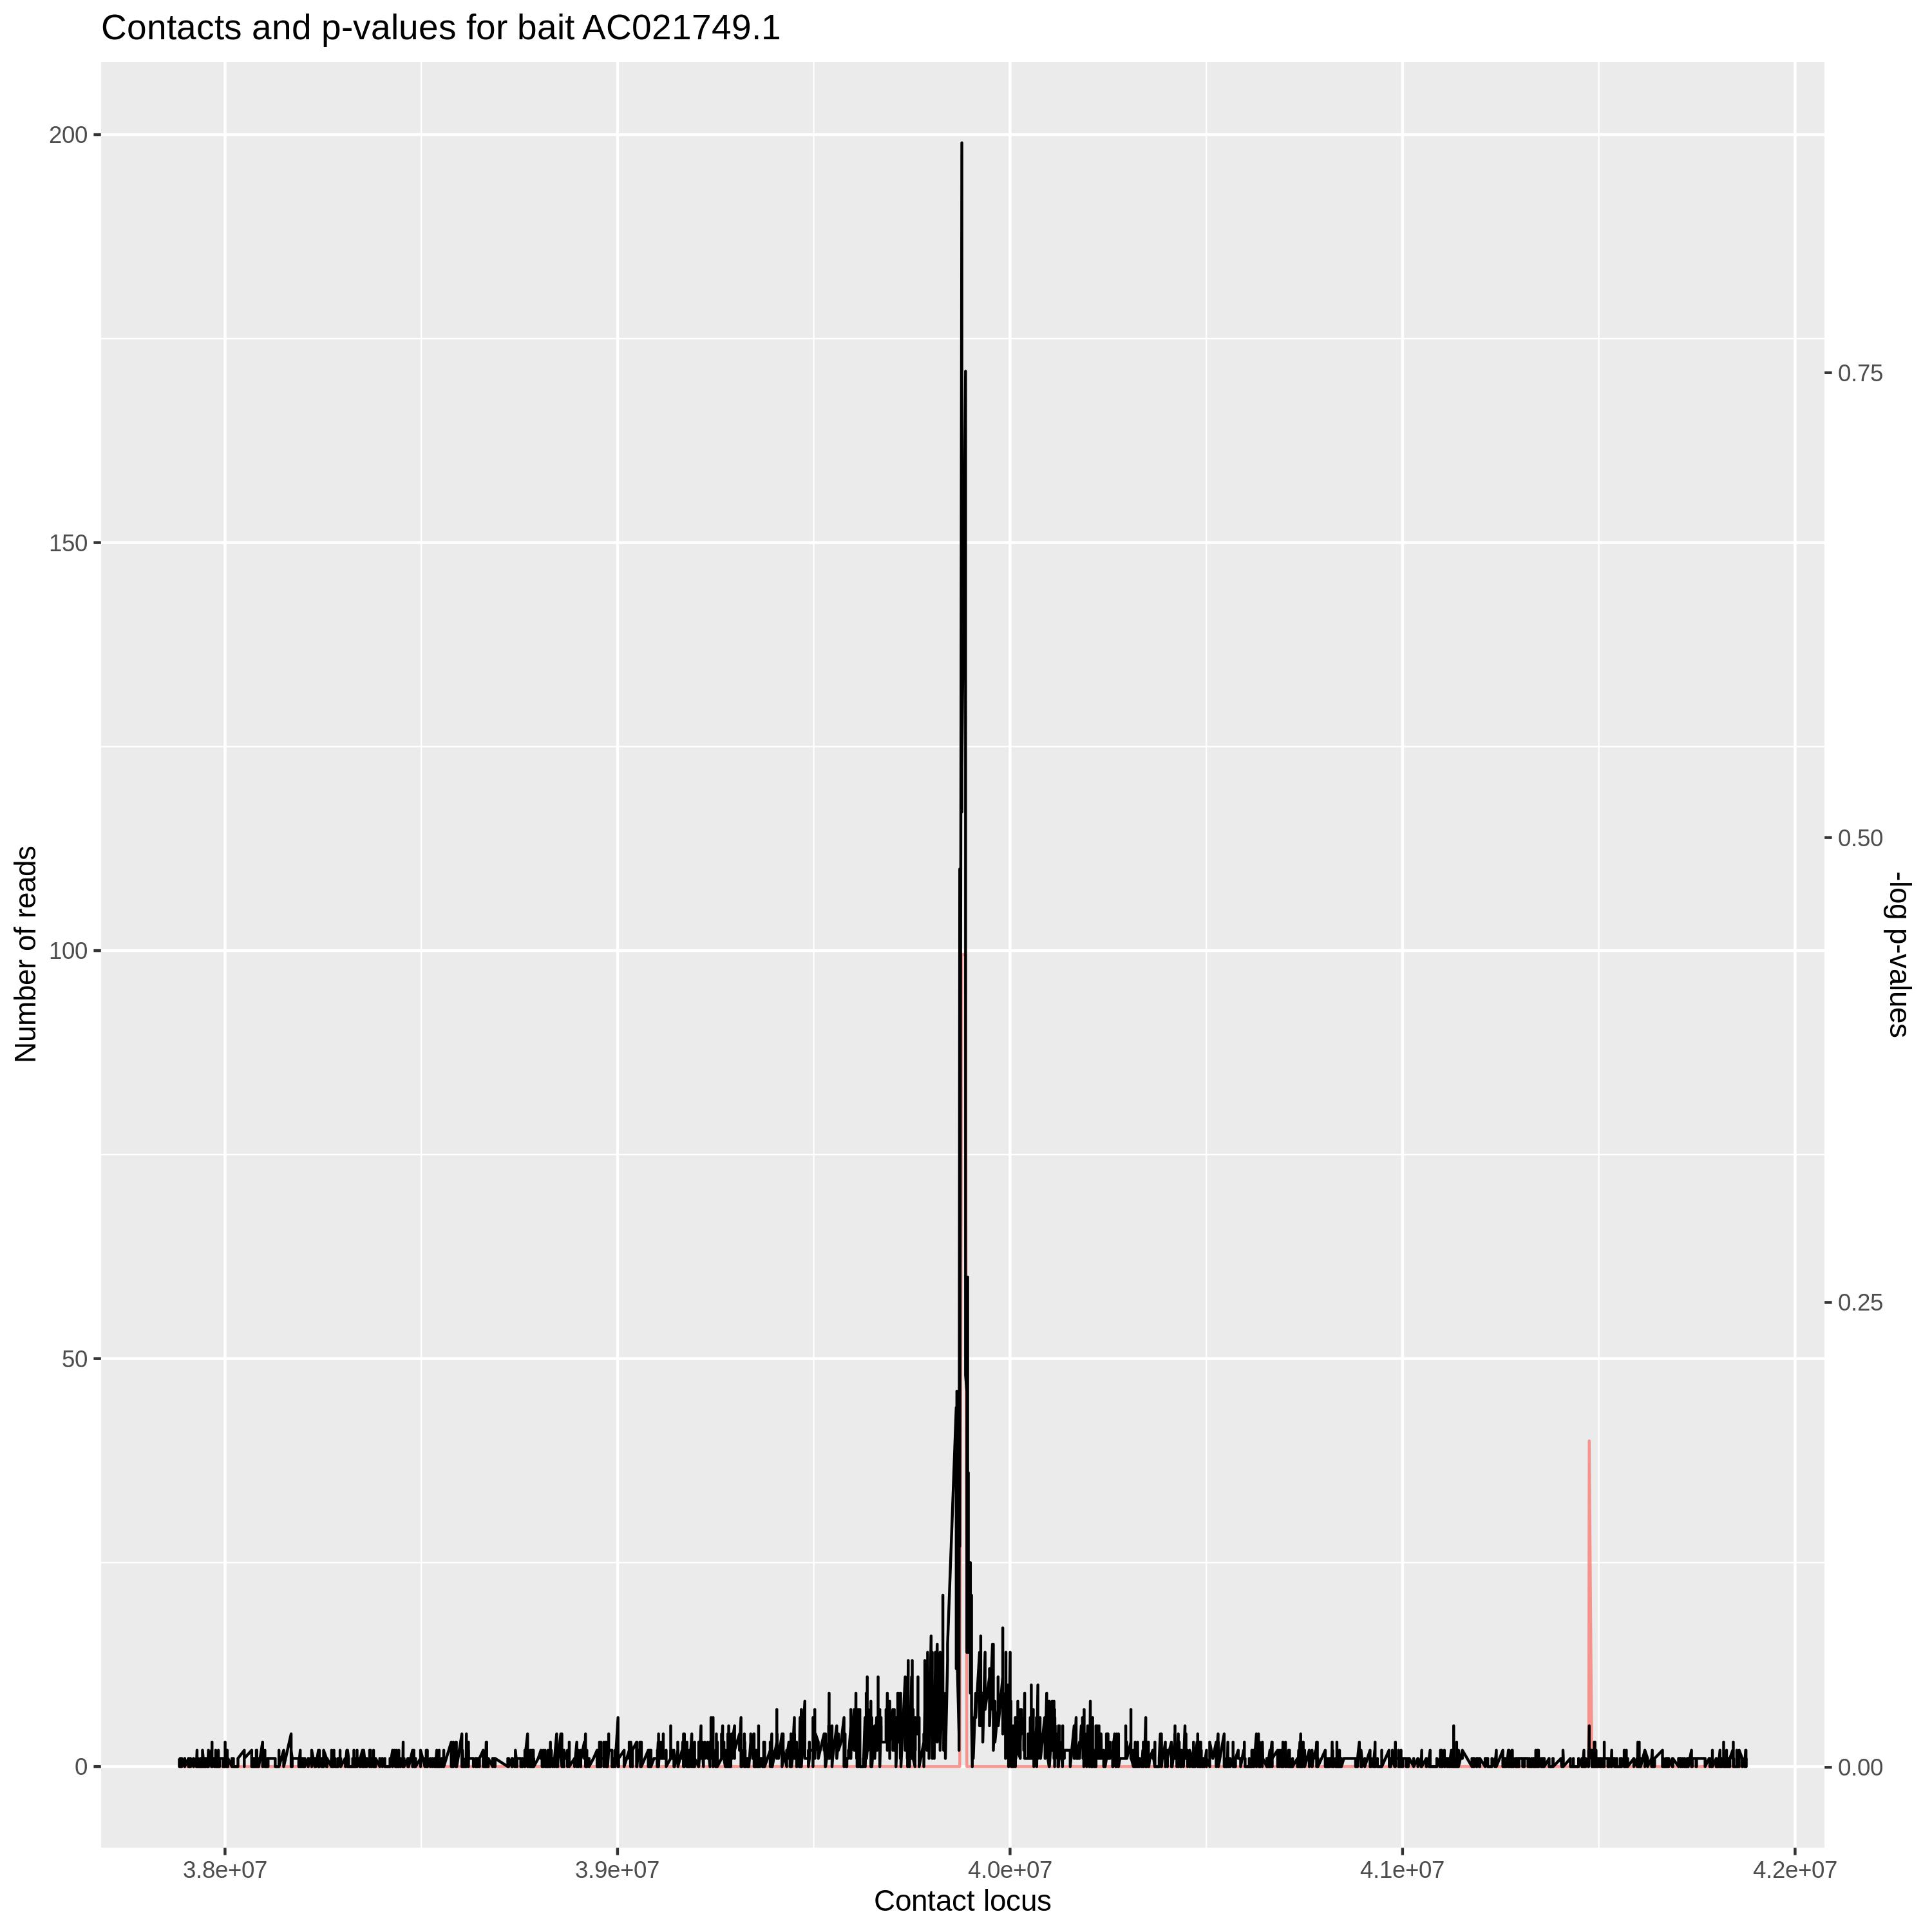 Contacts and p-values for bait AC021749.1
200
150
100
50
0
Number of reads
0.75
0.50
0.25
0.00
-log p-values
3.8e+07 3.9e+07 4.0e+07 4.1e+07 4.2e+07
Contact locus